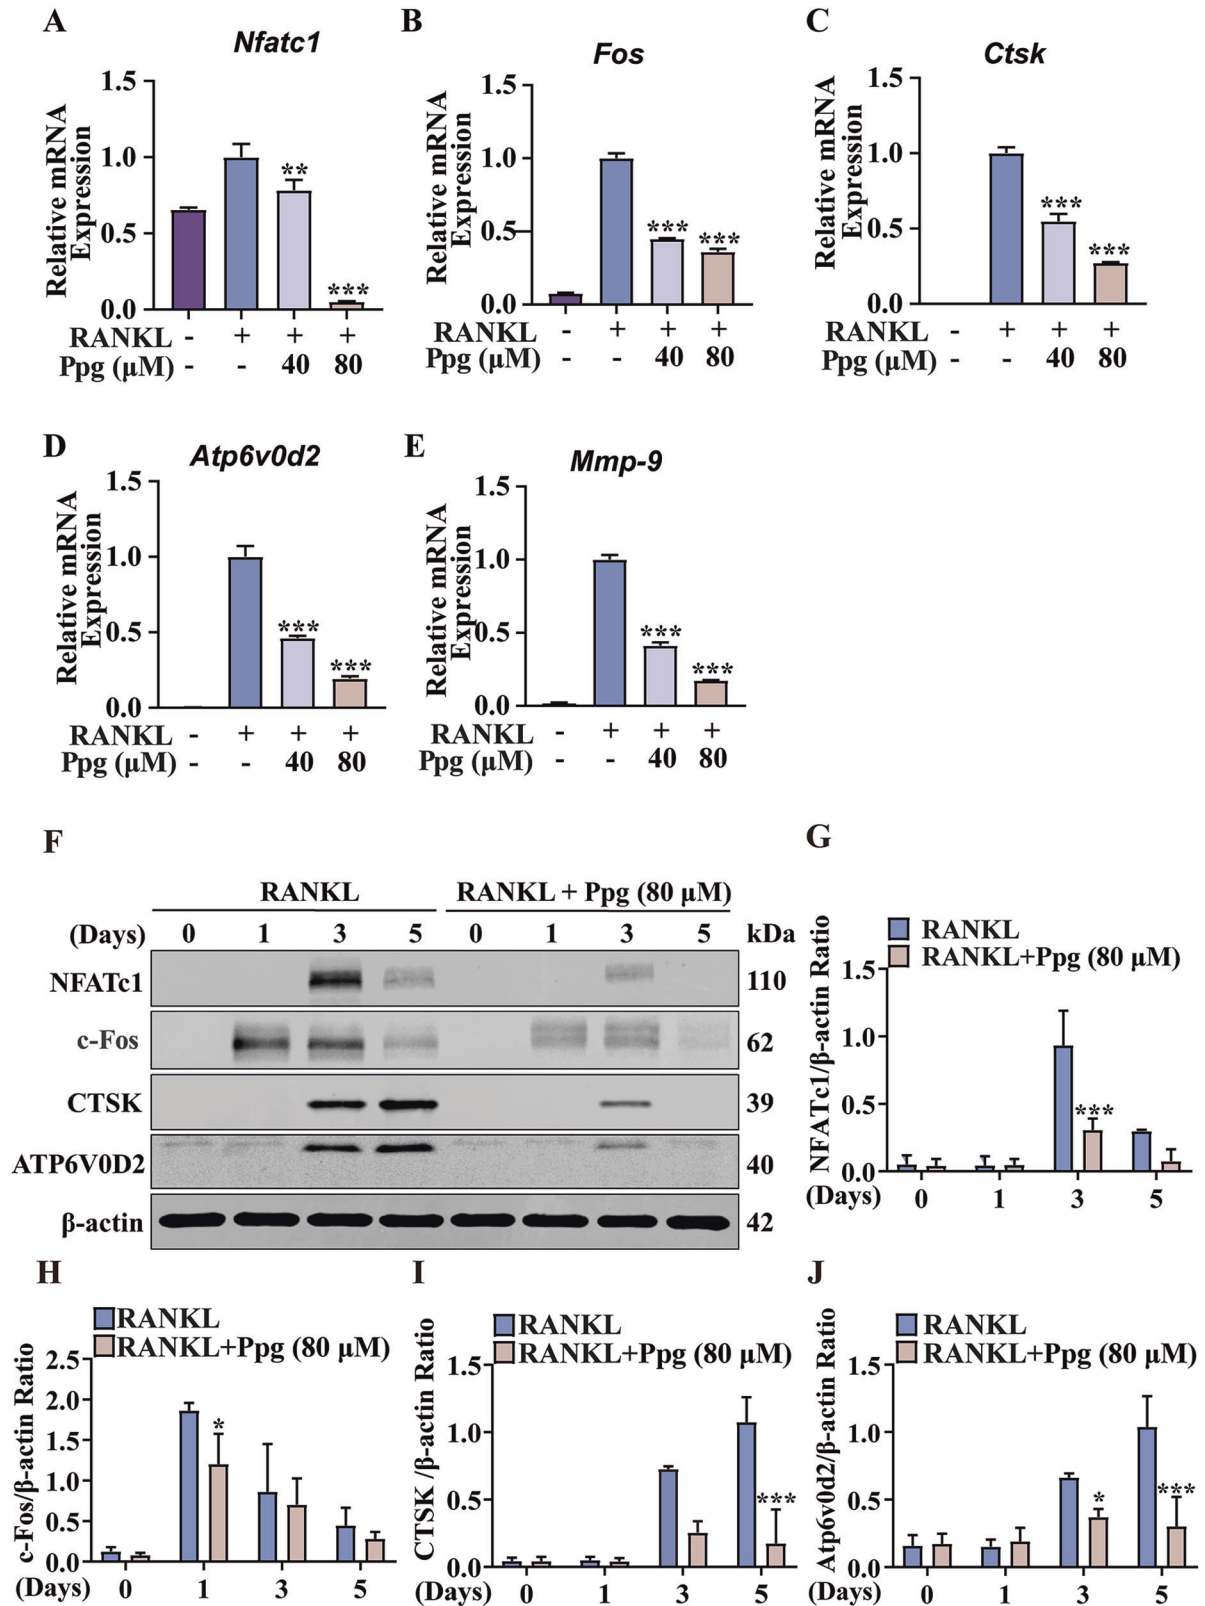 A
Nfatc1
Relative mRNA
Expression
1.5
1.0
0.5
0.0
**
***
RANKL - + + +
Ppg (μM) - - 40 80
B
Fos
Relative mRNA
Expression
1.5
1.0
0.5
0.0
***
***
RANKL - + + +
Ppg (μM) - - 40 80
C
Ctsk
Relative mRNA
Expression
1.5
1.0
0.5
0.0
***
***
RANKL - + + +
Ppg (μM) - - 40 80
D
Atp6v0d2
Relative mRNA
Expression
1.5
1.0
0.5
0.0
***
***
RANKL - + + +
Ppg (μM) - - 40 80
E
Mmp-9
Relative mRNA
Expression
1.5
1.0
0.5
0.0
***
***
RANKL - + + +
Ppg (μM) - - 40 80
F
RANKL RANKL + Ppg (80 μM)
(Days) 0 1 3 5 0 1 3 5 kDa
NFATc1 110
c-Fos 62
CTSK 39
ATP6V0D2 40
β-actin 42
G
RANKL
RANKL+Ppg (80 μM)
NFATc1/β-actin Ratio
1.5
1.0
0.5
0.0
***
(Days) 0 1 3 5
H
RANKL
RANKL+Ppg (80 μM)
c-Fos/β-actin Ratio
2.5
2.0
1.5
1.0
0.5
0.0
*
(Days) 0 1 3 5
I
RANKL
RANKL+Ppg (80 μM)
CTSK /β-actin Ratio
1.5
1.0
0.5
0.0
***
(Days) 0 1 3 5
J
RANKL
RANKL+Ppg (80 μM)
Atp6v0d2/β-actin Ratio
1.5
1.0
0.5
0.0
*
***
(Days) 0 1 3 5